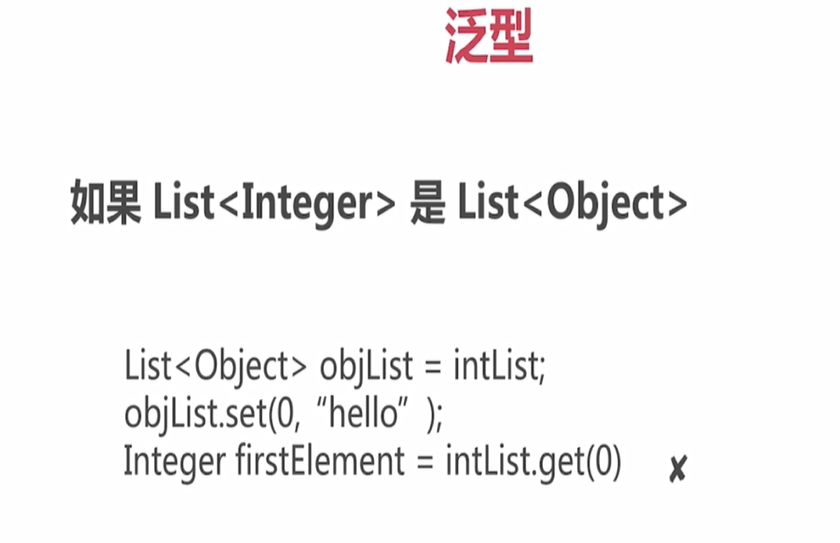 泛型
如果 List<Integer> 是 List<Object>
List<Object> objList = intList;
objList.set(0, “hello” );
Integer firstElement = intList.get(0) ✘